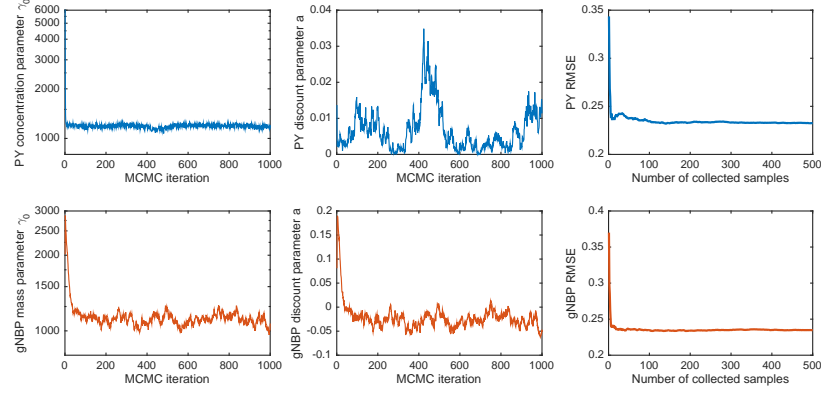 PY concentration parameter γ0
6000
5000
4000
3000
2000
1000
0 200 400 600 800 1000
MCMC iteration
PY discount parameter a
0.04
0.03
0.02
0.01
0
0 200 400 600 800 1000
MCMC iteration
PY RMSE
0.35
0.3
0.25
0.2
0 100 200 300 400 500
Number of collected samples
gNBP mass parameter γ0
3000
2500
2000
1500
1000
0 200 400 600 800 1000
MCMC iteration
gNBP discount parameter a
0.2
0.15
0.1
0.05
0
-0.05
-0.1
0 200 400 600 800 1000
MCMC iteration
gNBP RMSE
0.4
0.35
0.3
0.25
0.2
0 100 200 300 400 500
Number of collected samples